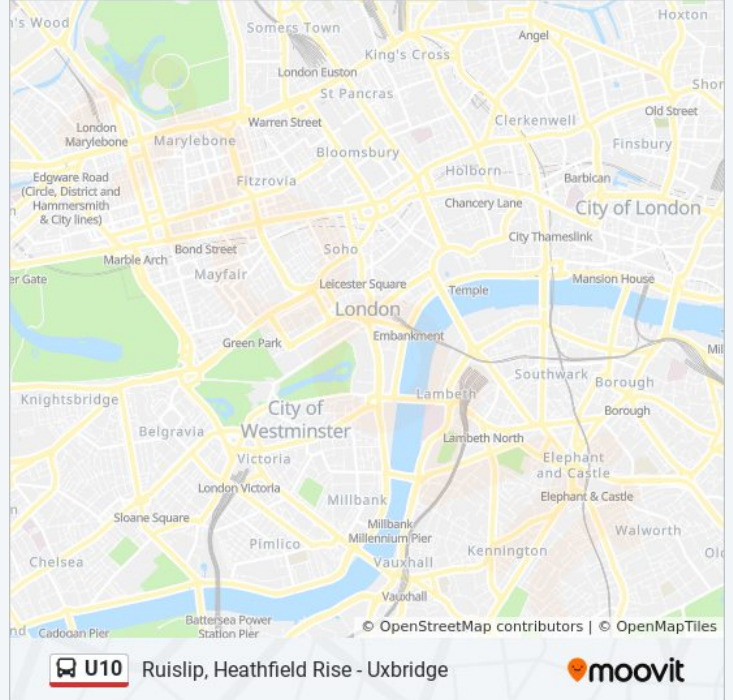 's Wood
Somers Town
Hoxton
Angel
King's Cross
London Euston
St Pancras
Shor
Old Street
Clerkenwell
Warren Street
London
Marylebone
Marylebone
Finsbury
Bloomsbury
Holborn
Edgware Road
(Circle, District and
Hammersmith
& City lines)
Fitzrovia
Barbican
Chancery Lane
City of London
n
City Thameslink
Bond Street
Soho
Marble Arch
Mayfair
er Gate
Leicester Square
Mansion House
Temple
London
Embankment
Green Park
Mil
Southwark
Borough
Knightsbridge
Lambeth
City of
Westminster
Borough
Belgravia
Lambeth North
Victoria
Elephant
and Castle
London Victoria
Elephant & Castle
Millbank
n
Sloane Square
Millbank
Millennium Pier
Walworth
Pimlico
Kennington
Chelsea
Vauxhall
Vauxhall
Battersea Power
Station Pier
nd
Cadogan Pier
© OpenStreetMap contributors | © OpenMapTiles
U10
Ruislip, Heathfield Rise - Uxbridge
moovit